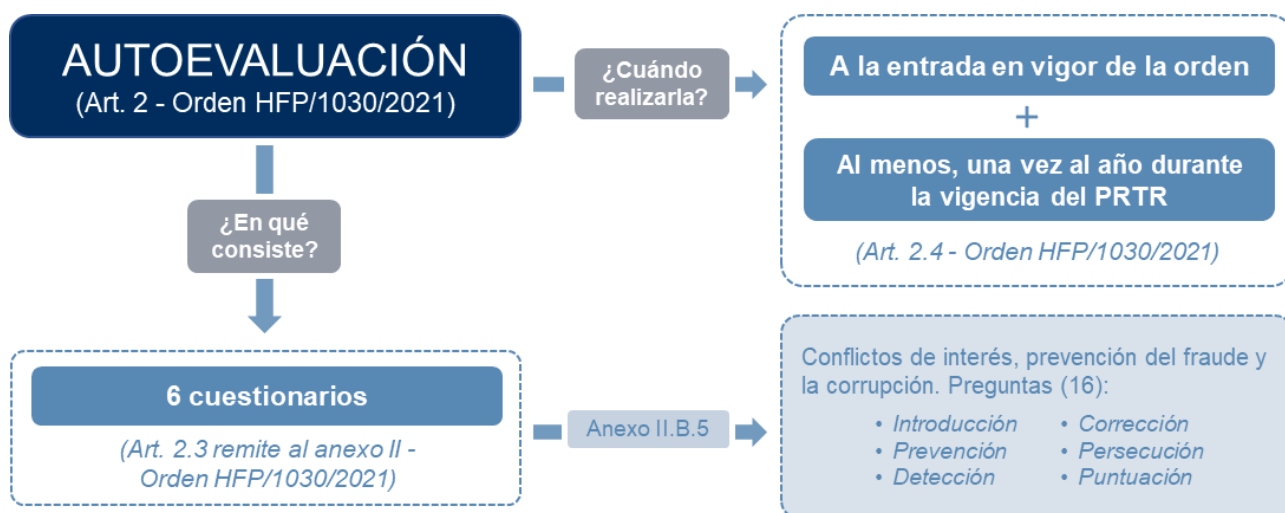 AUTOEVALUACIÓN
(Art. 2 - Orden HFP/1030/2021)
¿Cuándo
realizarla?
A la entrada en vigor de la orden
+
Al menos, una vez al año durante
la vigencia del PRTR
(Art. 2.4 - Orden HFP/1030/2021)
¿En qué
consiste?
6 cuestionarios
(Art. 2.3 remite al anexo II -
Orden HFP/1030/2021)
Anexo II.B.5
Conflictos de interés, prevención del fraude y
la corrupción. Preguntas (16):
• Introducción
• Prevención
• Detección
• Corrección
• Persecución
• Puntuación